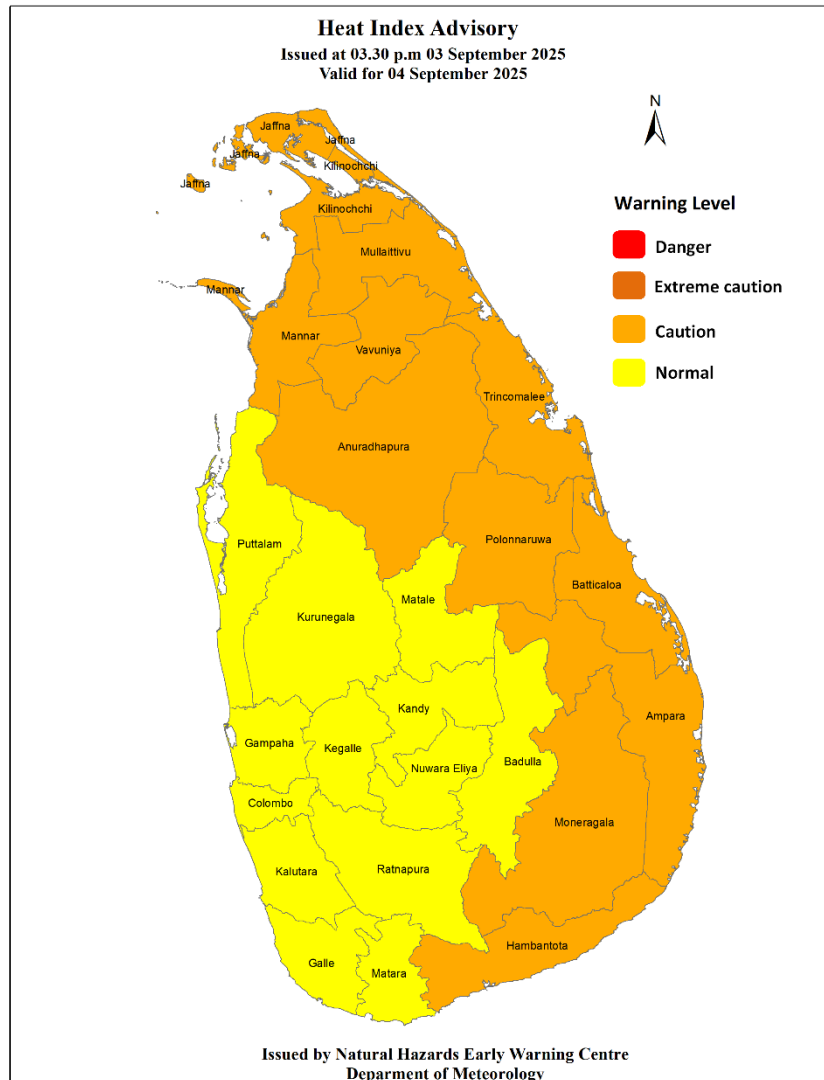 Heat Index Advisory
Issued at 03.30 p.m 03 September 2025
Valid for 04 September 2025
N
Jaffna
Jaffna
Jaffna
Kilinochchi
Jaffna
Kilinochchi
Warning Level
Danger
Mullaittivu
Extreme caution
Mannar
Caution
Mannar
Vavuniya
Normal
Trincomalee
Anuradhapura
Polonnaruwa
Puttalam
Batticaloa
Matale
Kurunegala
Kandy
Ampara
Gampaha
Kegalle
Badulla
Nuwara Eliya
Colombo
Moneragala
Ratnapura
Kalutara
Hambantota
Galle
Matara
Issued by Natural Hazards Early Warning Centre
Deparment of Meteorology